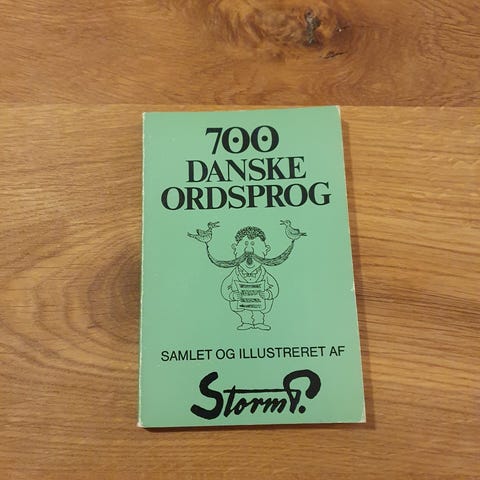 700
DANSKE
ORDSPROG
SAMLET OG ILLUSTRERET AF
Storm P.